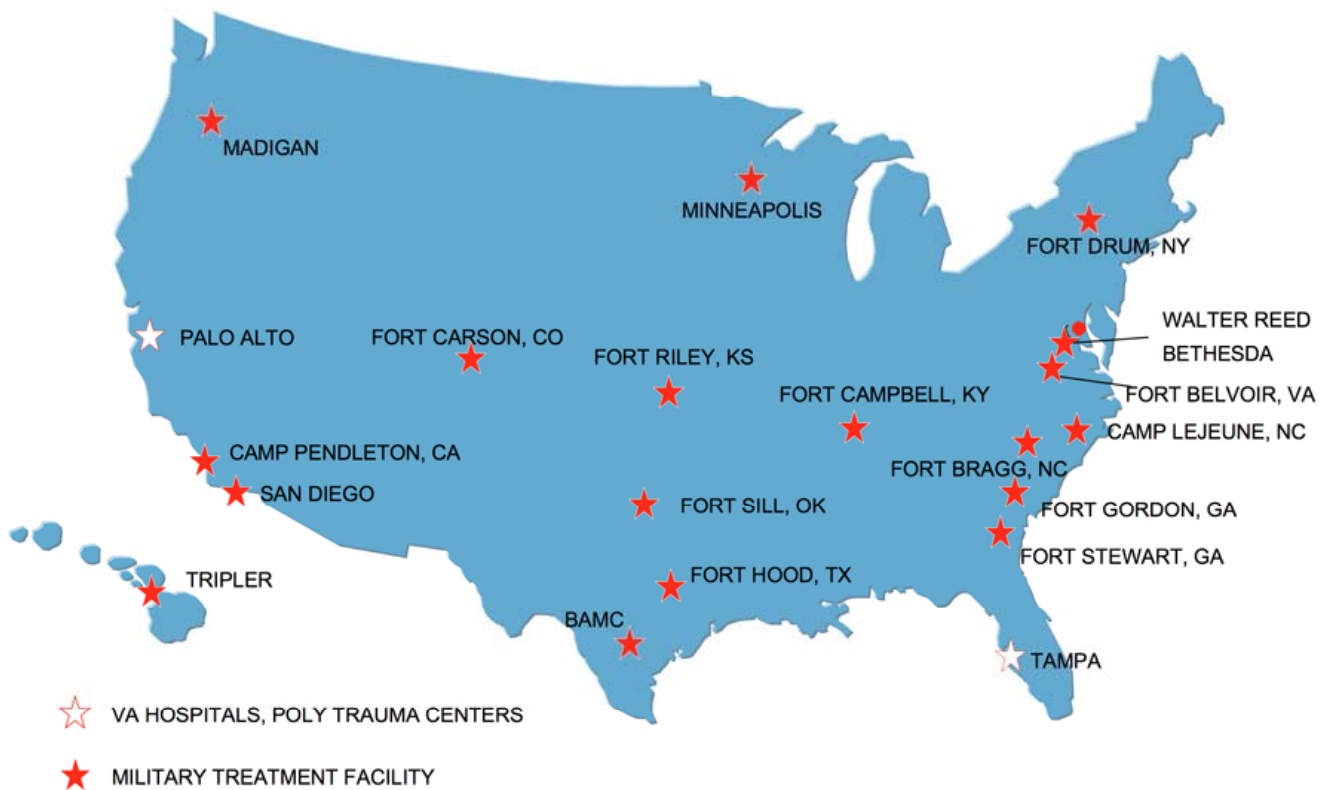 MADIGAN
MINNEAPOLIS
FORT DRUM, NY
WALTER REED
BETHESDA
PALO ALTO
FORT CARSON, CO
FORT RILEY, KS
FORT CAMPBELL, KY
FORT BELVOIR, VA
CAMP LEJEUNE, NC
CAMP PENDLETON, CA
FORT BRAGG, NC
SAN DIEGO
FORT SILL, OK
FORT GORDON, GA
FORT STEWART, GA
TRIPLER
FORT HOOD, TX
BAMC
TAMPA
VA HOSPITALS, POLY TRAUMA CENTERS
MILITARY TREATMENT FACILITY